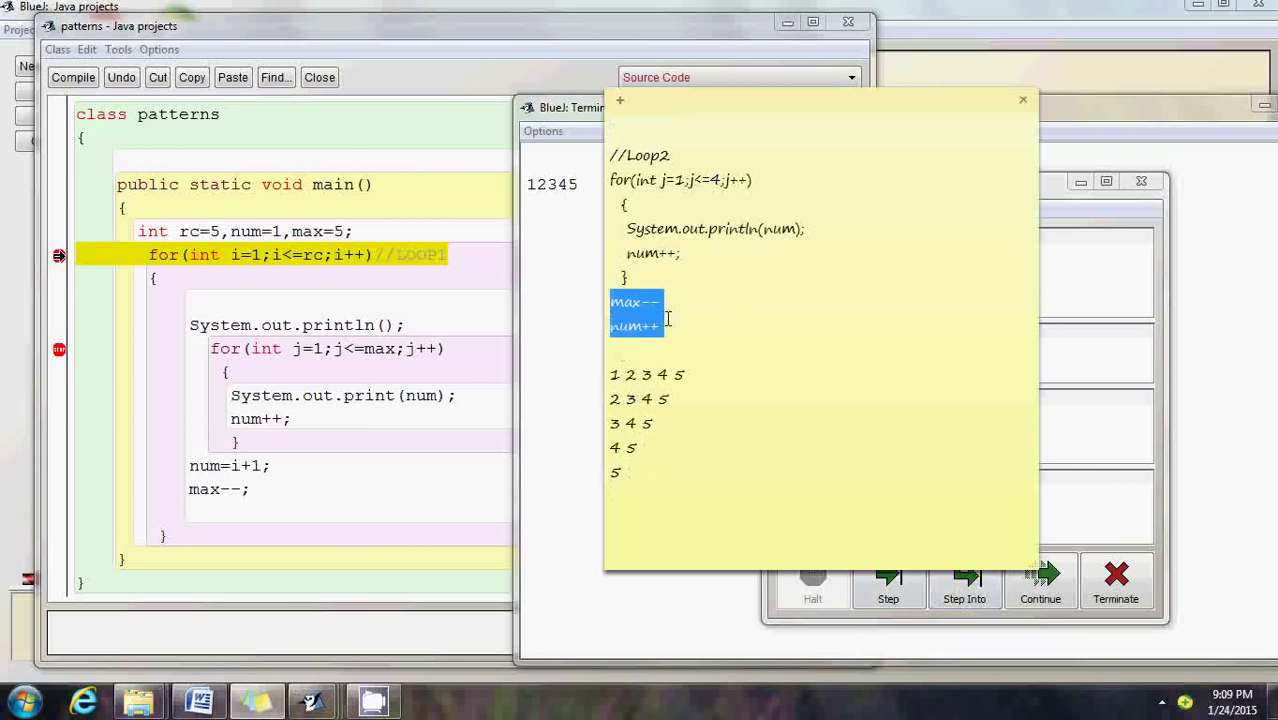 BlueJ: Java projects
patterns - Java projects
Class Edit Tools Options
Compile Undo Cut Copy Paste Find... Close Source Code
class patterns
{
public static void main()
{
int rc=5,num=1,max=5;
for(int i=1;i<=rc;i++)//LOOP1
{
System.out.println();
for(int j=1;j<=max;j++)
{
System.out.print(num);
num++;
}
num=i+1;
max--;
}
}
}
Options
12345
//Loop2
for(int j=1;j<=4;j++)
{
System.out.println(num);
num++;
}
max--
num++
1 2 3 4 5
2 3 4 5
3 4 5
4 5
5
Halt Step Step Into Continue Terminate
9:09 PM
1/24/2015